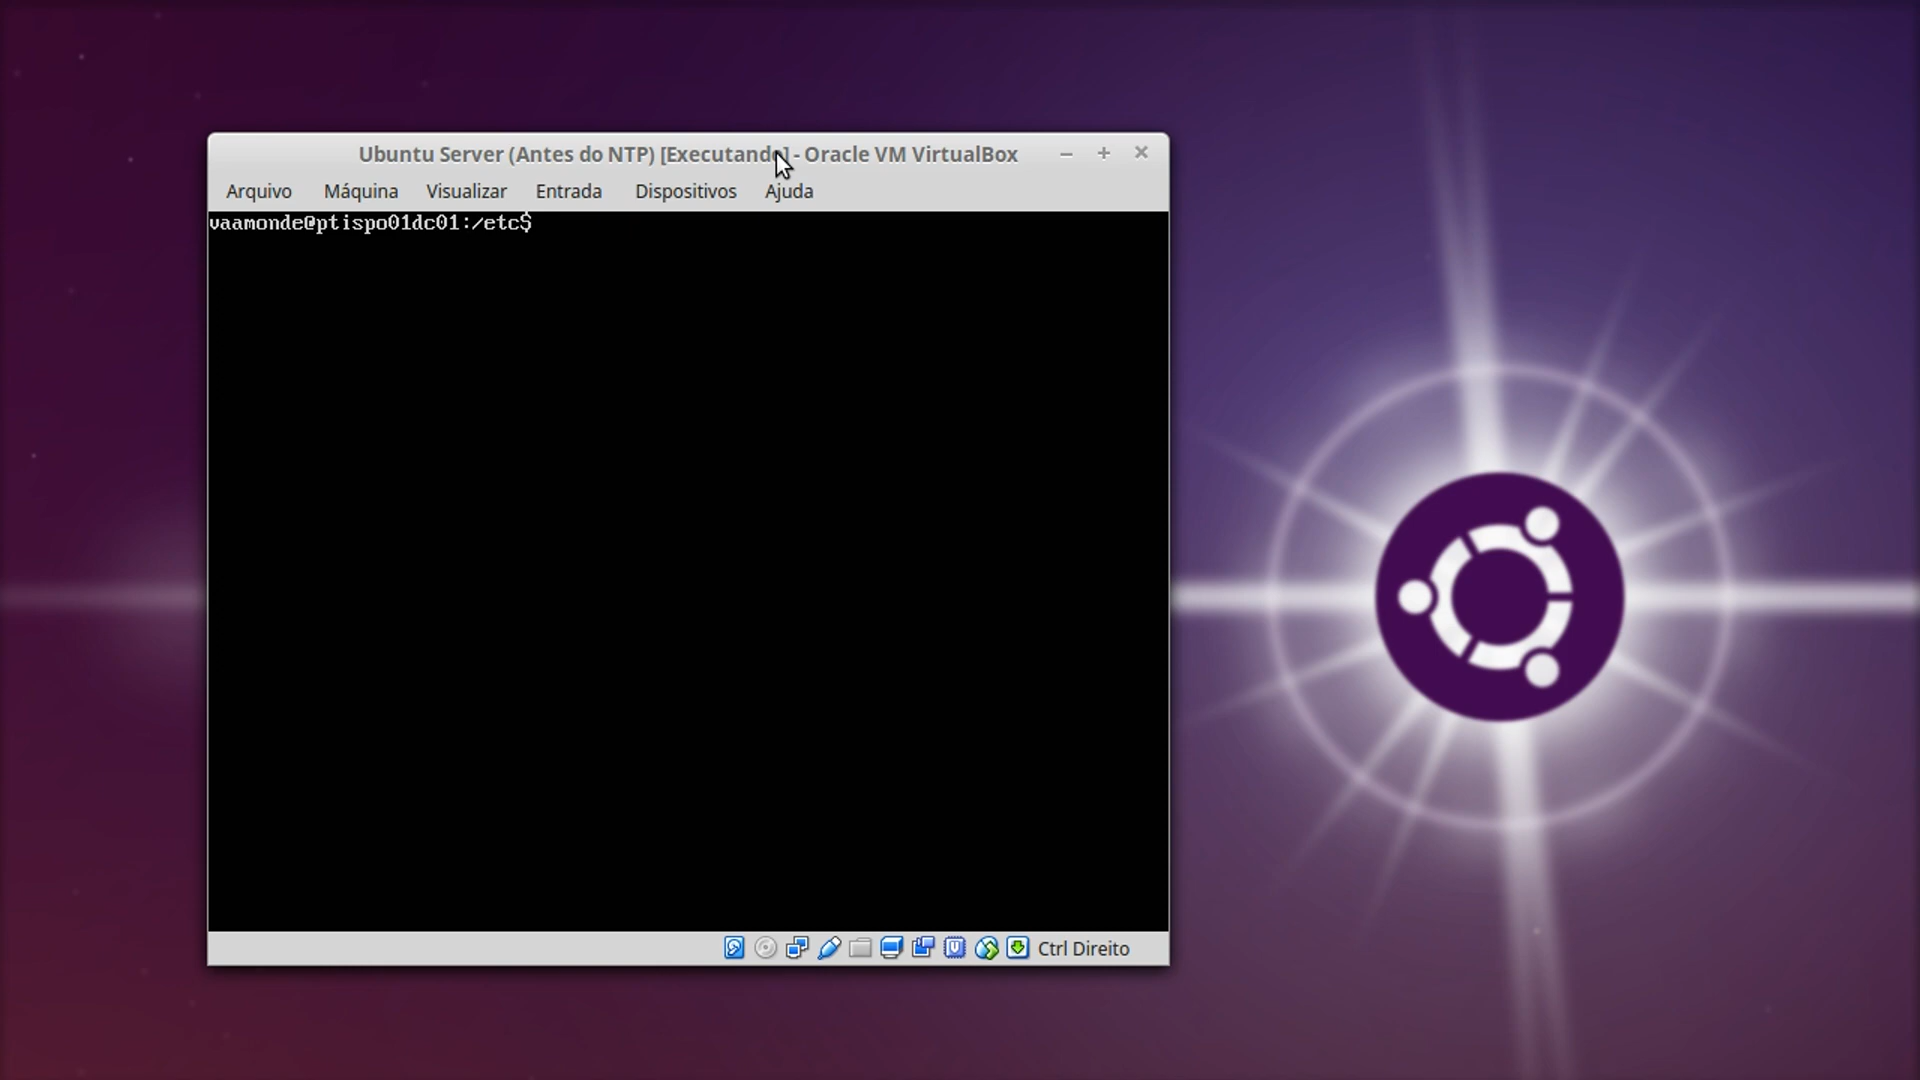 Ubuntu Server (Antes do NTP) [Executando] - Oracle VM VirtualBox
Arquivo Máquina Visualizar Entrada Dispositivos Ajuda
vaamonde@ptispo01dc01:/etc$
Ctrl Direito